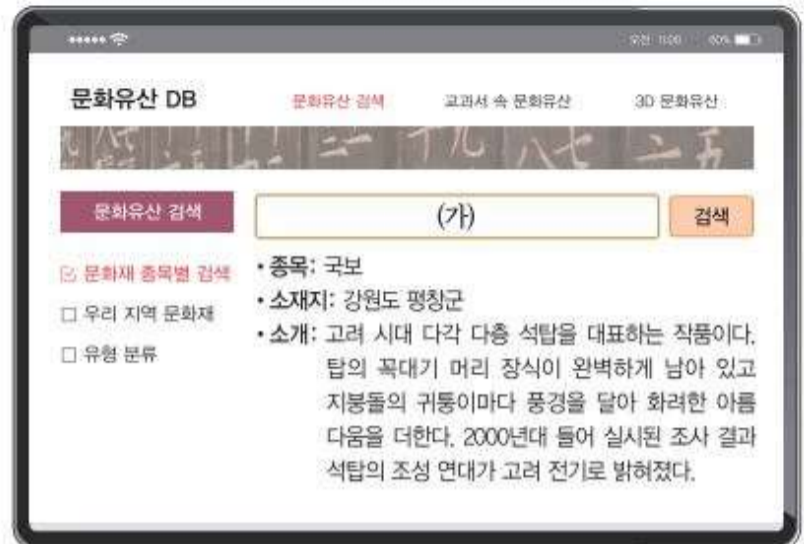 오전 11:00 60%
문화유산 DB
문화유산 검색 교과서 속 문화유산 3D 문화유산
문화유산 검색
(가)
검색
문화재 종목별 검색
우리 지역 문화재
유형 분류
• 종목: 국보
• 소재지: 강원도 평창군
• 소개: 고려 시대 다각 다층 석탑을 대표하는 작품이다.
탑의 꼭대기 머리 장식이 완벽하게 남아 있고
지붕돌의 귀퉁이마다 풍경을 달아 화려한 아름
다움을 더한다. 2000년대 들어 실시된 조사 결과
석탑의 조성 연대가 고려 전기로 밝혀졌다.